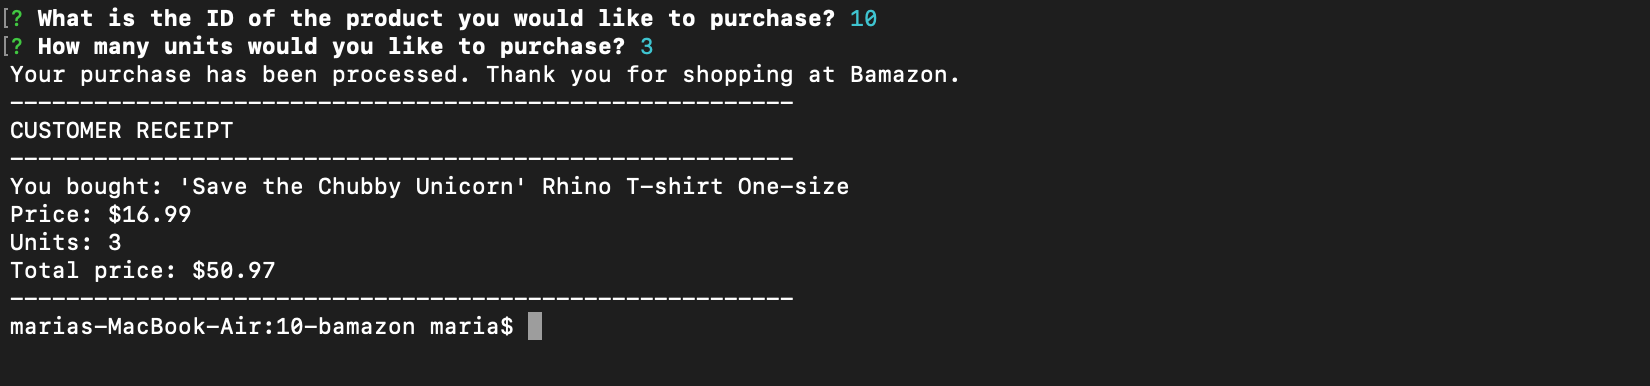 [? What is the ID of the product you would like to purchase? 10
[? How many units would you like to purchase? 3
Your purchase has been processed. Thank you for shopping at Bamazon.
--------------------------------------------------------
CUSTOMER RECEIPT
--------------------------------------------------------
You bought: 'Save the Chubby Unicorn' Rhino T-shirt One-size
Price: $16.99
Units: 3
Total price: $50.97
--------------------------------------------------------
marias-MacBook-Air:10-bamazon maria$